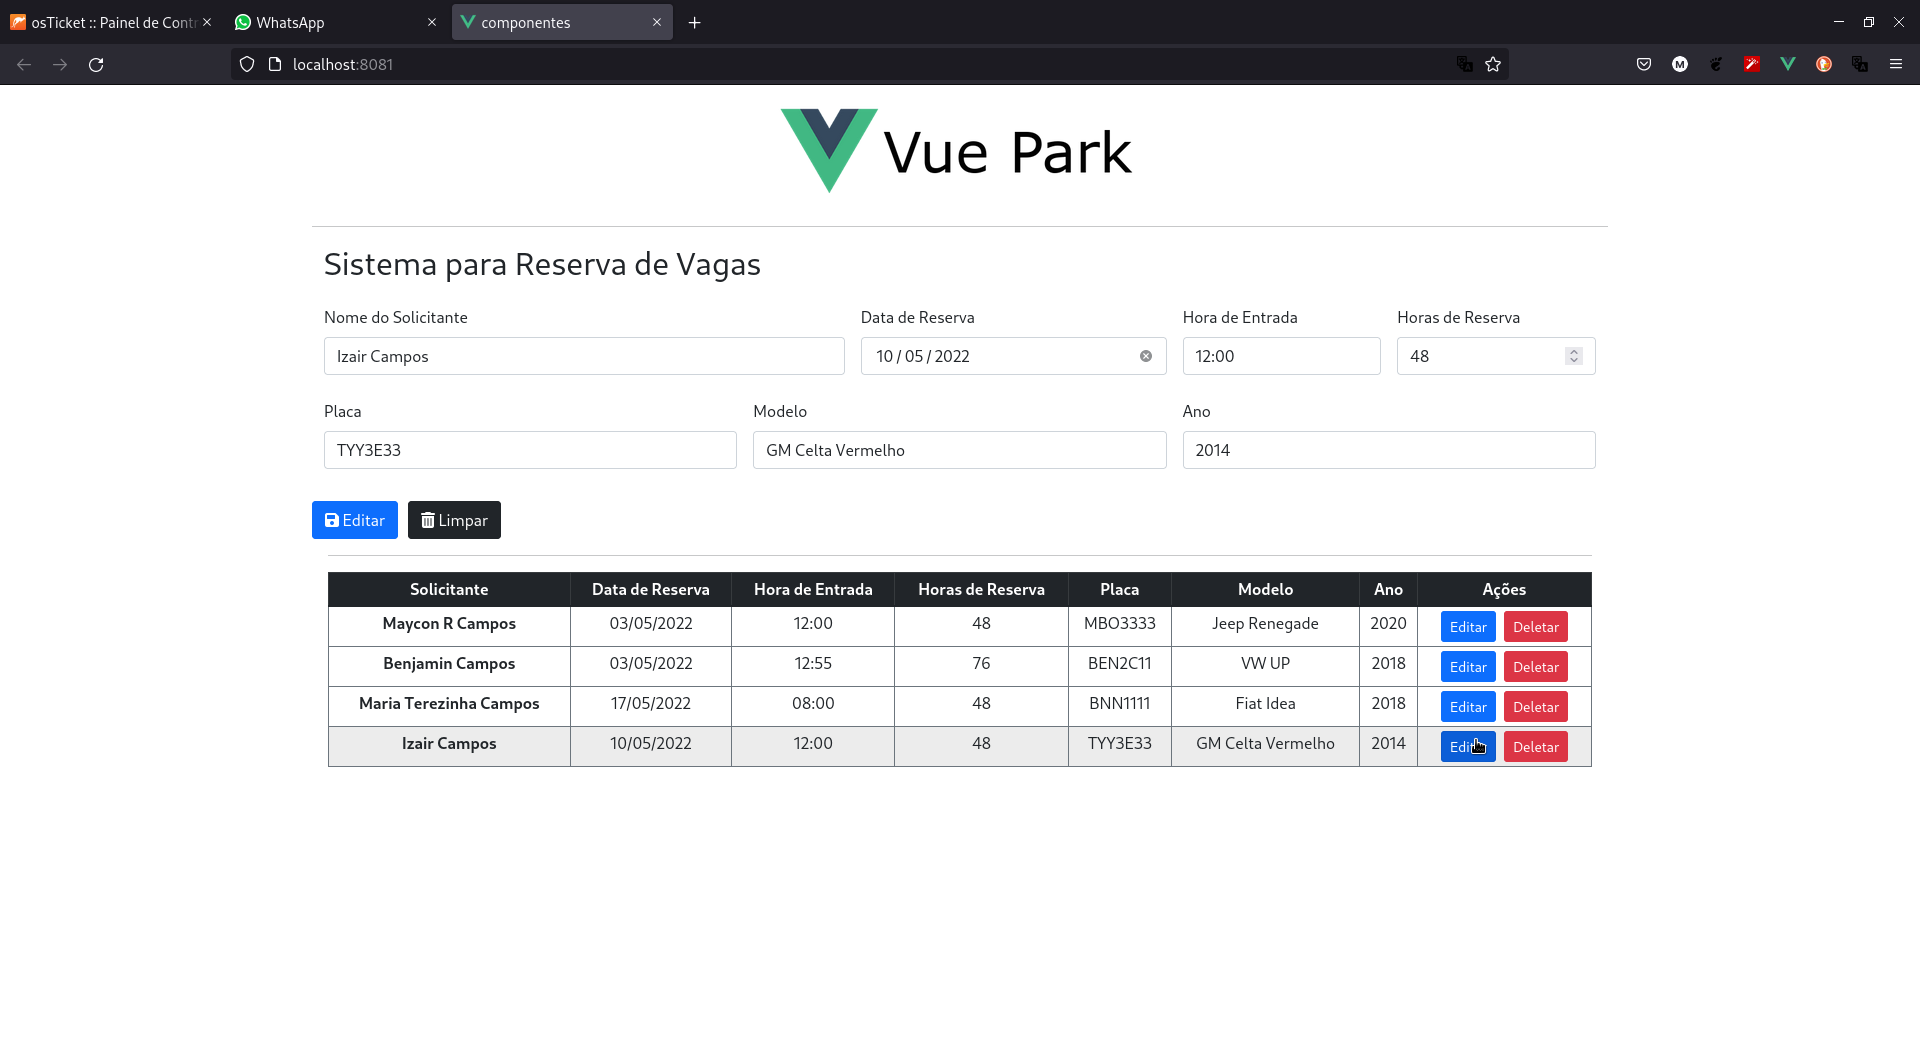 osTicket :: Painel de Contr
WhatsApp
componentes
localhost:8081
Vue Park
Sistema para Reserva de Vagas
Nome do Solicitante Data de Reserva Hora de Entrada Horas de Reserva
Izair Campos 10 / 05 / 2022 12:00 48
Placa Modelo Ano
TYY3E33 GM Celta Vermelho 2014
Editar Limpar
Solicitante Data de Reserva Hora de Entrada Horas de Reserva Placa Modelo Ano Ações
Maycon R Campos 03/05/2022 12:00 48 MBO3333 Jeep Renegade 2020 Editar Deletar
Benjamin Campos 03/05/2022 12:55 76 BEN2C11 VW UP 2018 Editar Deletar
Maria Terezinha Campos 17/05/2022 08:00 48 BNN1111 Fiat Idea 2018 Editar Deletar
Izair Campos 10/05/2022 12:00 48 TYY3E33 GM Celta Vermelho 2014 Editar Deletar